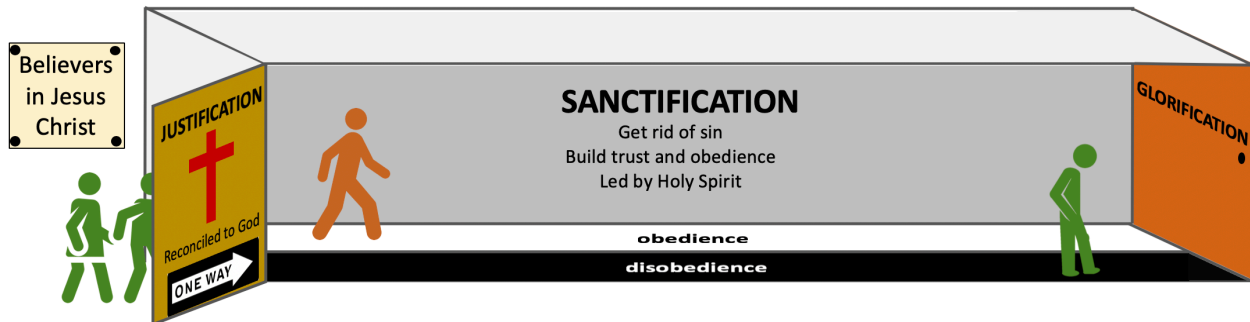 Believers
in Jesus
Christ
JUSTIFICATION
Reconciled to God
ONE WAY
SANCTIFICATION
Get rid of sin
Build trust and obedience
Led by Holy Spirit
obedience
disobedience
GLORIFICATION